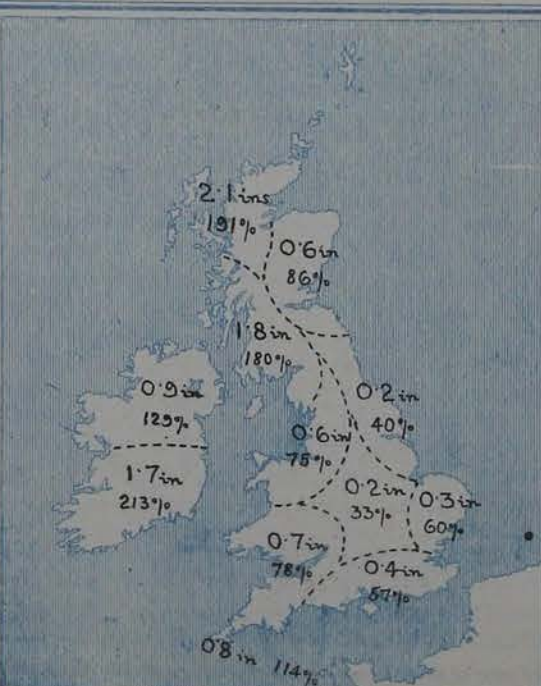 2.1 ins
191%
0.6 in
86%
1.8 in
180%
0.9 in
129%
0.2 in
40%
0.6 in
75%
1.7 in
213%
0.2 in
33%
0.3 in
60%
0.7 in
78%
0.4 in
57%
0.8 in 114%